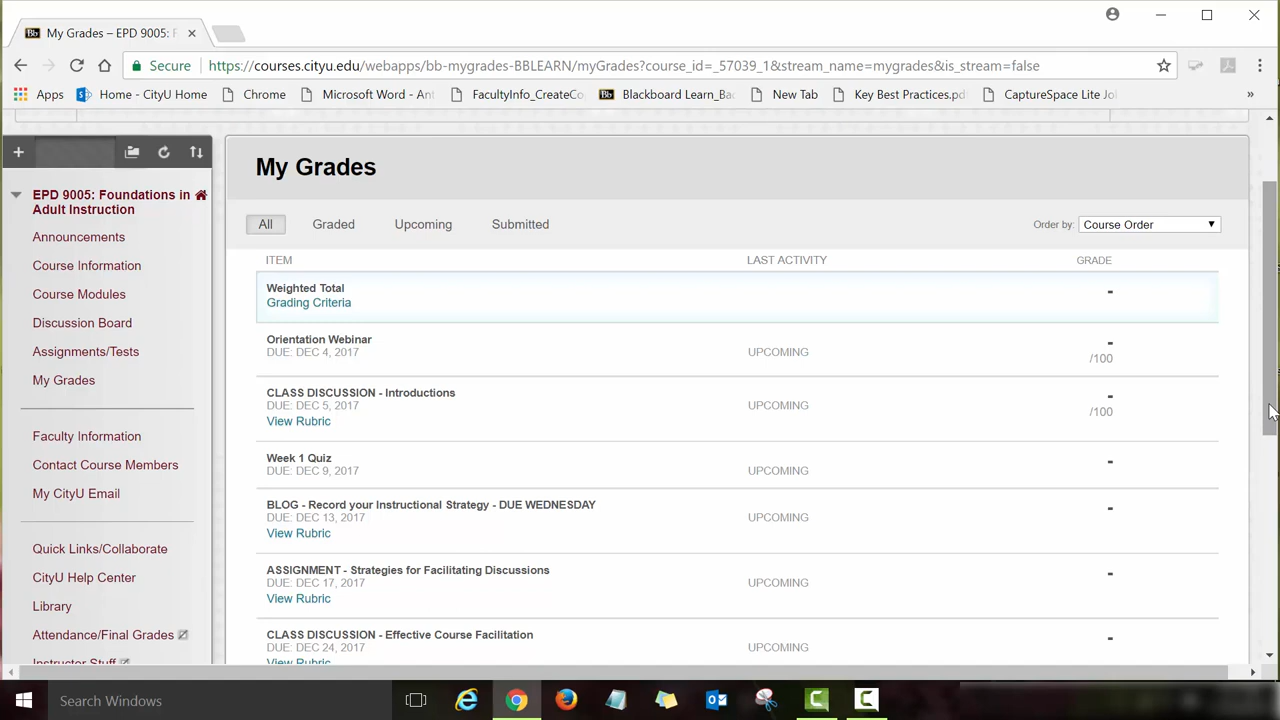 Bb My Grades – EPD 9005: F
Secure https://courses.cityu.edu/webapps/bb-mygrades-BBLEARN/myGrades?course_id=_57039_1&stream_name=mygrades&is_stream=false
Apps Home - CityU Home Chrome Microsoft Word - Ant FacultyInfo_CreateCo Bb Blackboard Learn_Ba New Tab Key Best Practices.pd CaptureSpace Lite Jo »
EPD 9005: Foundations in
Adult Instruction
Announcements
Course Information
Course Modules
Discussion Board
Assignments/Tests
My Grades
Faculty Information
Contact Course Members
My CityU Email
Quick Links/Collaborate
CityU Help Center
Library
Attendance/Final Grades
Instructor Stuff
My Grades
All Graded Upcoming Submitted
Order by: Course Order
ITEM LAST ACTIVITY GRADE
Weighted Total -
Grading Criteria
Orientation Webinar -
DUE: DEC 4, 2017 UPCOMING /100
CLASS DISCUSSION - Introductions -
DUE: DEC 5, 2017 UPCOMING /100
View Rubric
Week 1 Quiz -
DUE: DEC 9, 2017 UPCOMING
BLOG - Record your Instructional Strategy - DUE WEDNESDAY -
DUE: DEC 13, 2017 UPCOMING
View Rubric
ASSIGNMENT - Strategies for Facilitating Discussions -
DUE: DEC 17, 2017 UPCOMING
View Rubric
CLASS DISCUSSION - Effective Course Facilitation -
DUE: DEC 24, 2017 UPCOMING
View Rubric
Search Windows